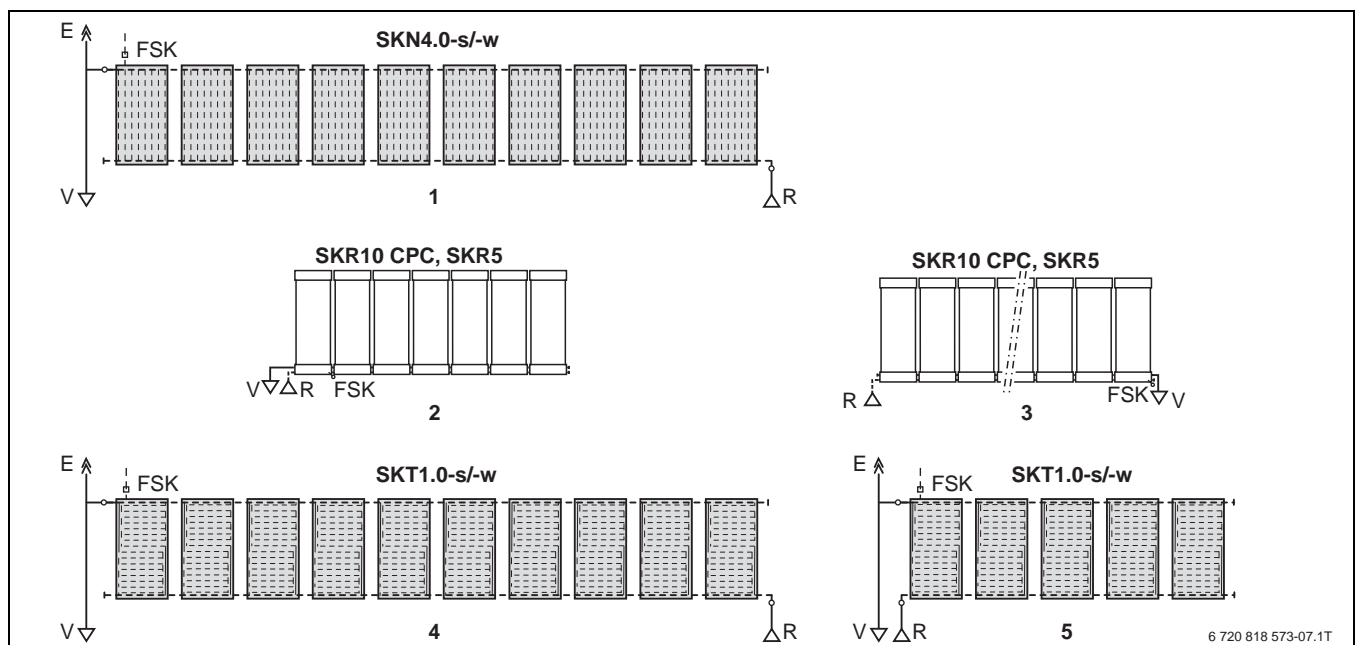 E
FSK
SKN4.0-s/-w
V
1
R
SKR10 CPC, SKR5
V
R
FSK
2
SKR10 CPC, SKR5
R
3
FSK
V
E
FSK
SKT1.0-s/-w
V
4
R
E
FSK
SKT1.0-s/-w
V
R
5
6 720 818 573-07.1T